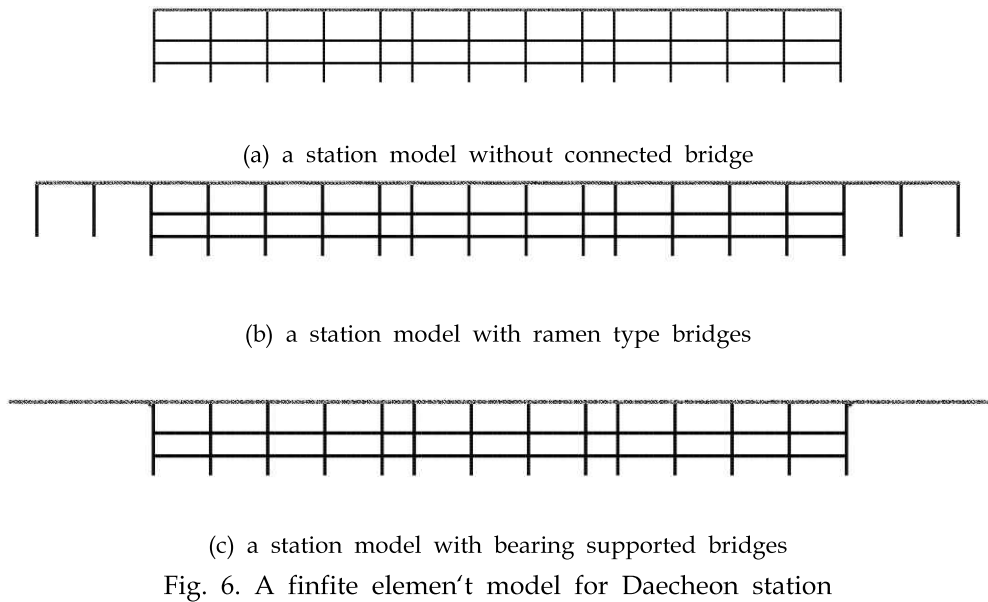 (a) a station model without connected bridge
(b) a station model with ramen type bridges
(c) a station model with bearing supported bridges
Fig. 6. A finfite elemen‘t model for Daecheon station